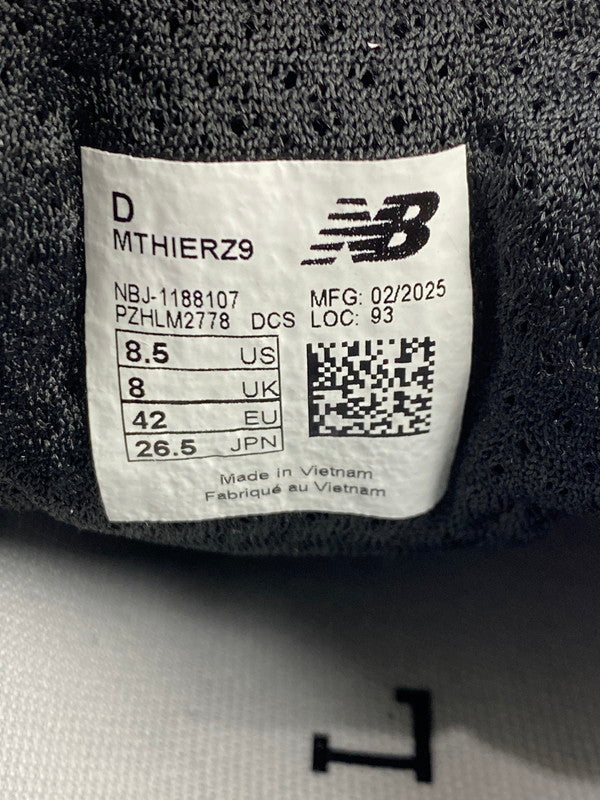 D
MTHIERZ9
NB
NBJ-1188107
PZHLM2778 DCS
MFG: 02/2025
LOC: 93
8.5 US
8 UK
42 EU
26.5 JPN
Made in Vietnam
Fabriqué au Vietnam
L